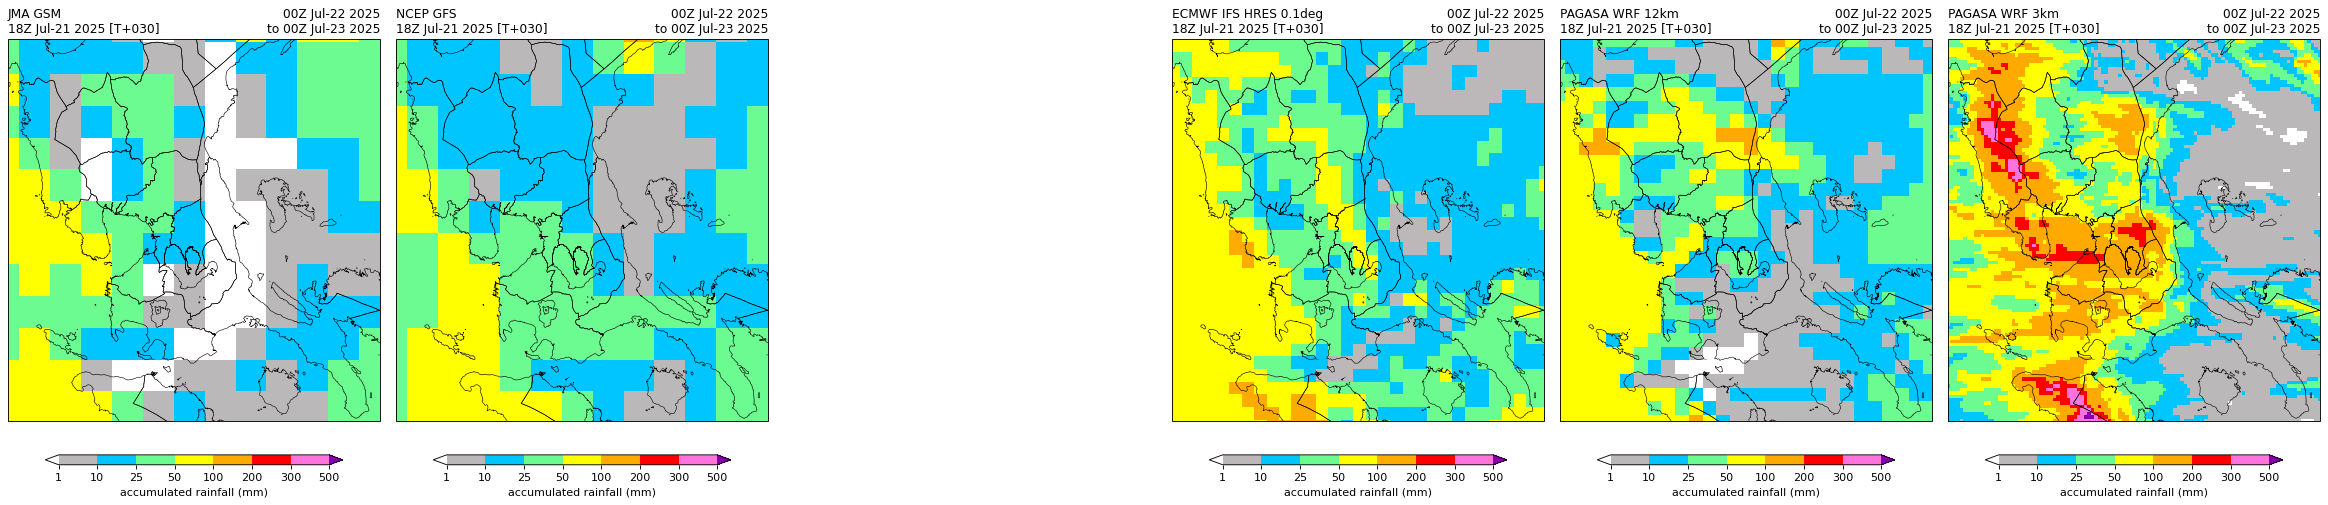 JMA GSM
00Z Jul-22 2025
18Z Jul-21 2025 [T+030]
to 00Z Jul-23 2025
NCEP GFS
00Z Jul-22 2025
18Z Jul-21 2025 [T+030]
to 00Z Jul-23 2025
ECMWF IFS HRES 0.1deg
00Z Jul-22 2025
18Z Jul-21 2025 [T+030]
to 00Z Jul-23 2025
PAGASA WRF 12km
00Z Jul-22 2025
18Z Jul-21 2025 [T+030]
to 00Z Jul-23 2025
PAGASA WRF 3km
00Z Jul-22 2025
18Z Jul-21 2025 [T+030]
to 00Z Jul-23 2025
1 10 25 50 100 200 300 500
accumulated rainfall (mm)
1 10 25 50 100 200 300 500
accumulated rainfall (mm)
1 10 25 50 100 200 300 500
accumulated rainfall (mm)
1 10 25 50 100 200 300 500
accumulated rainfall (mm)
1 10 25 50 100 200 300 500
accumulated rainfall (mm)